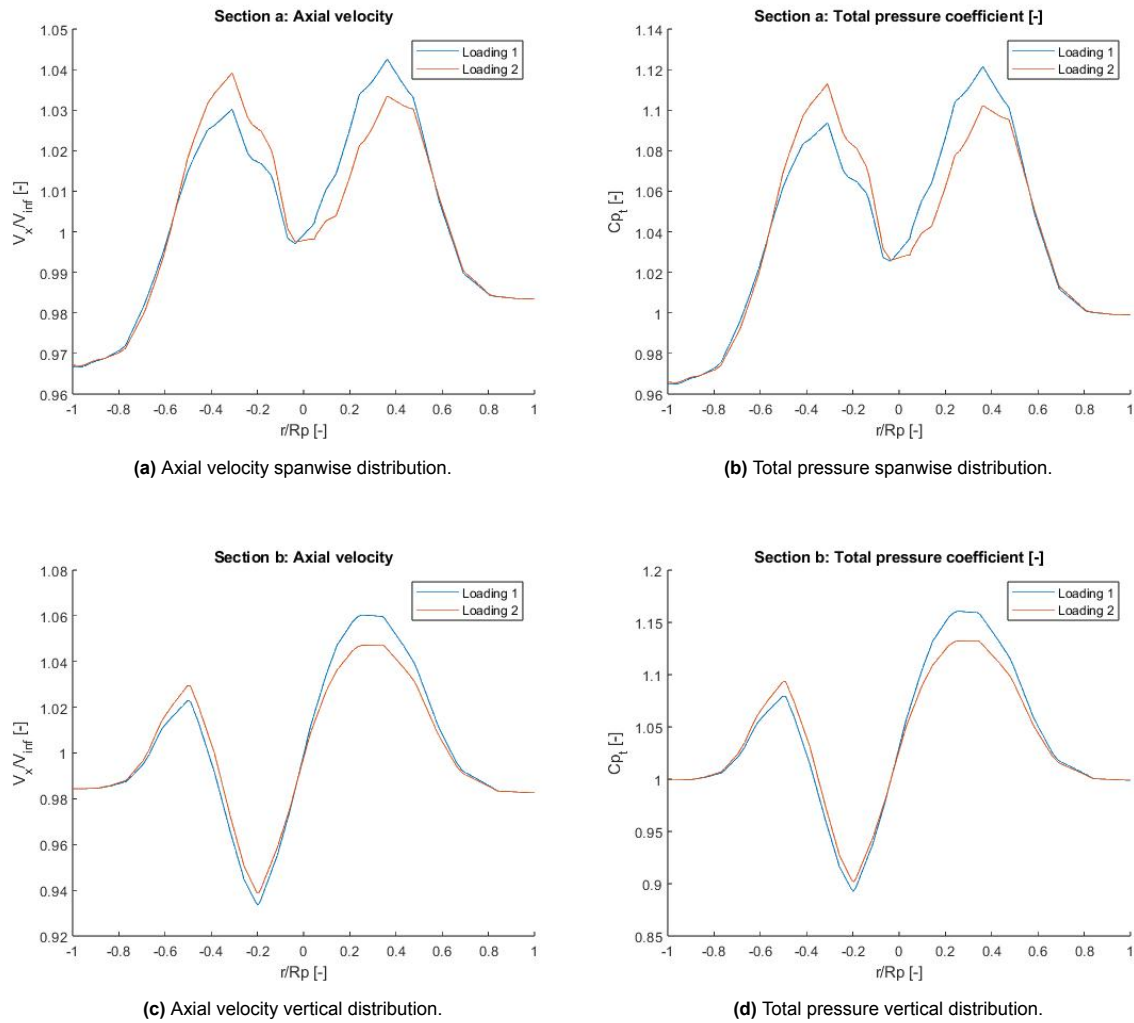 Section a: Axial velocity
1.05
1.04
1.03
1.02
1.01
1
0.99
0.98
0.97
0.96
V_x/V_inf [-]
-1 -0.8 -0.6 -0.4 -0.2 0 0.2 0.4 0.6 0.8 1
r/Rp [-]
Loading 1
Loading 2
(a) Axial velocity spanwise distribution.
Section a: Total pressure coefficient [-]
1.14
1.12
1.1
1.08
1.06
1.04
1.02
1
0.98
0.96
Cp_t [-]
-1 -0.8 -0.6 -0.4 -0.2 0 0.2 0.4 0.6 0.8 1
r/Rp [-]
Loading 1
Loading 2
(b) Total pressure spanwise distribution.
Section b: Axial velocity
1.08
1.06
1.04
1.02
1
0.98
0.96
0.94
0.92
V_x/V_inf [-]
-1 -0.8 -0.6 -0.4 -0.2 0 0.2 0.4 0.6 0.8 1
r/Rp [-]
Loading 1
Loading 2
(c) Axial velocity vertical distribution.
Section b: Total pressure coefficient [-]
1.2
1.15
1.1
1.05
1
0.95
0.9
0.85
Cp_t [-]
-1 -0.8 -0.6 -0.4 -0.2 0 0.2 0.4 0.6 0.8 1
r/Rp [-]
Loading 1
Loading 2
(d) Total pressure vertical distribution.